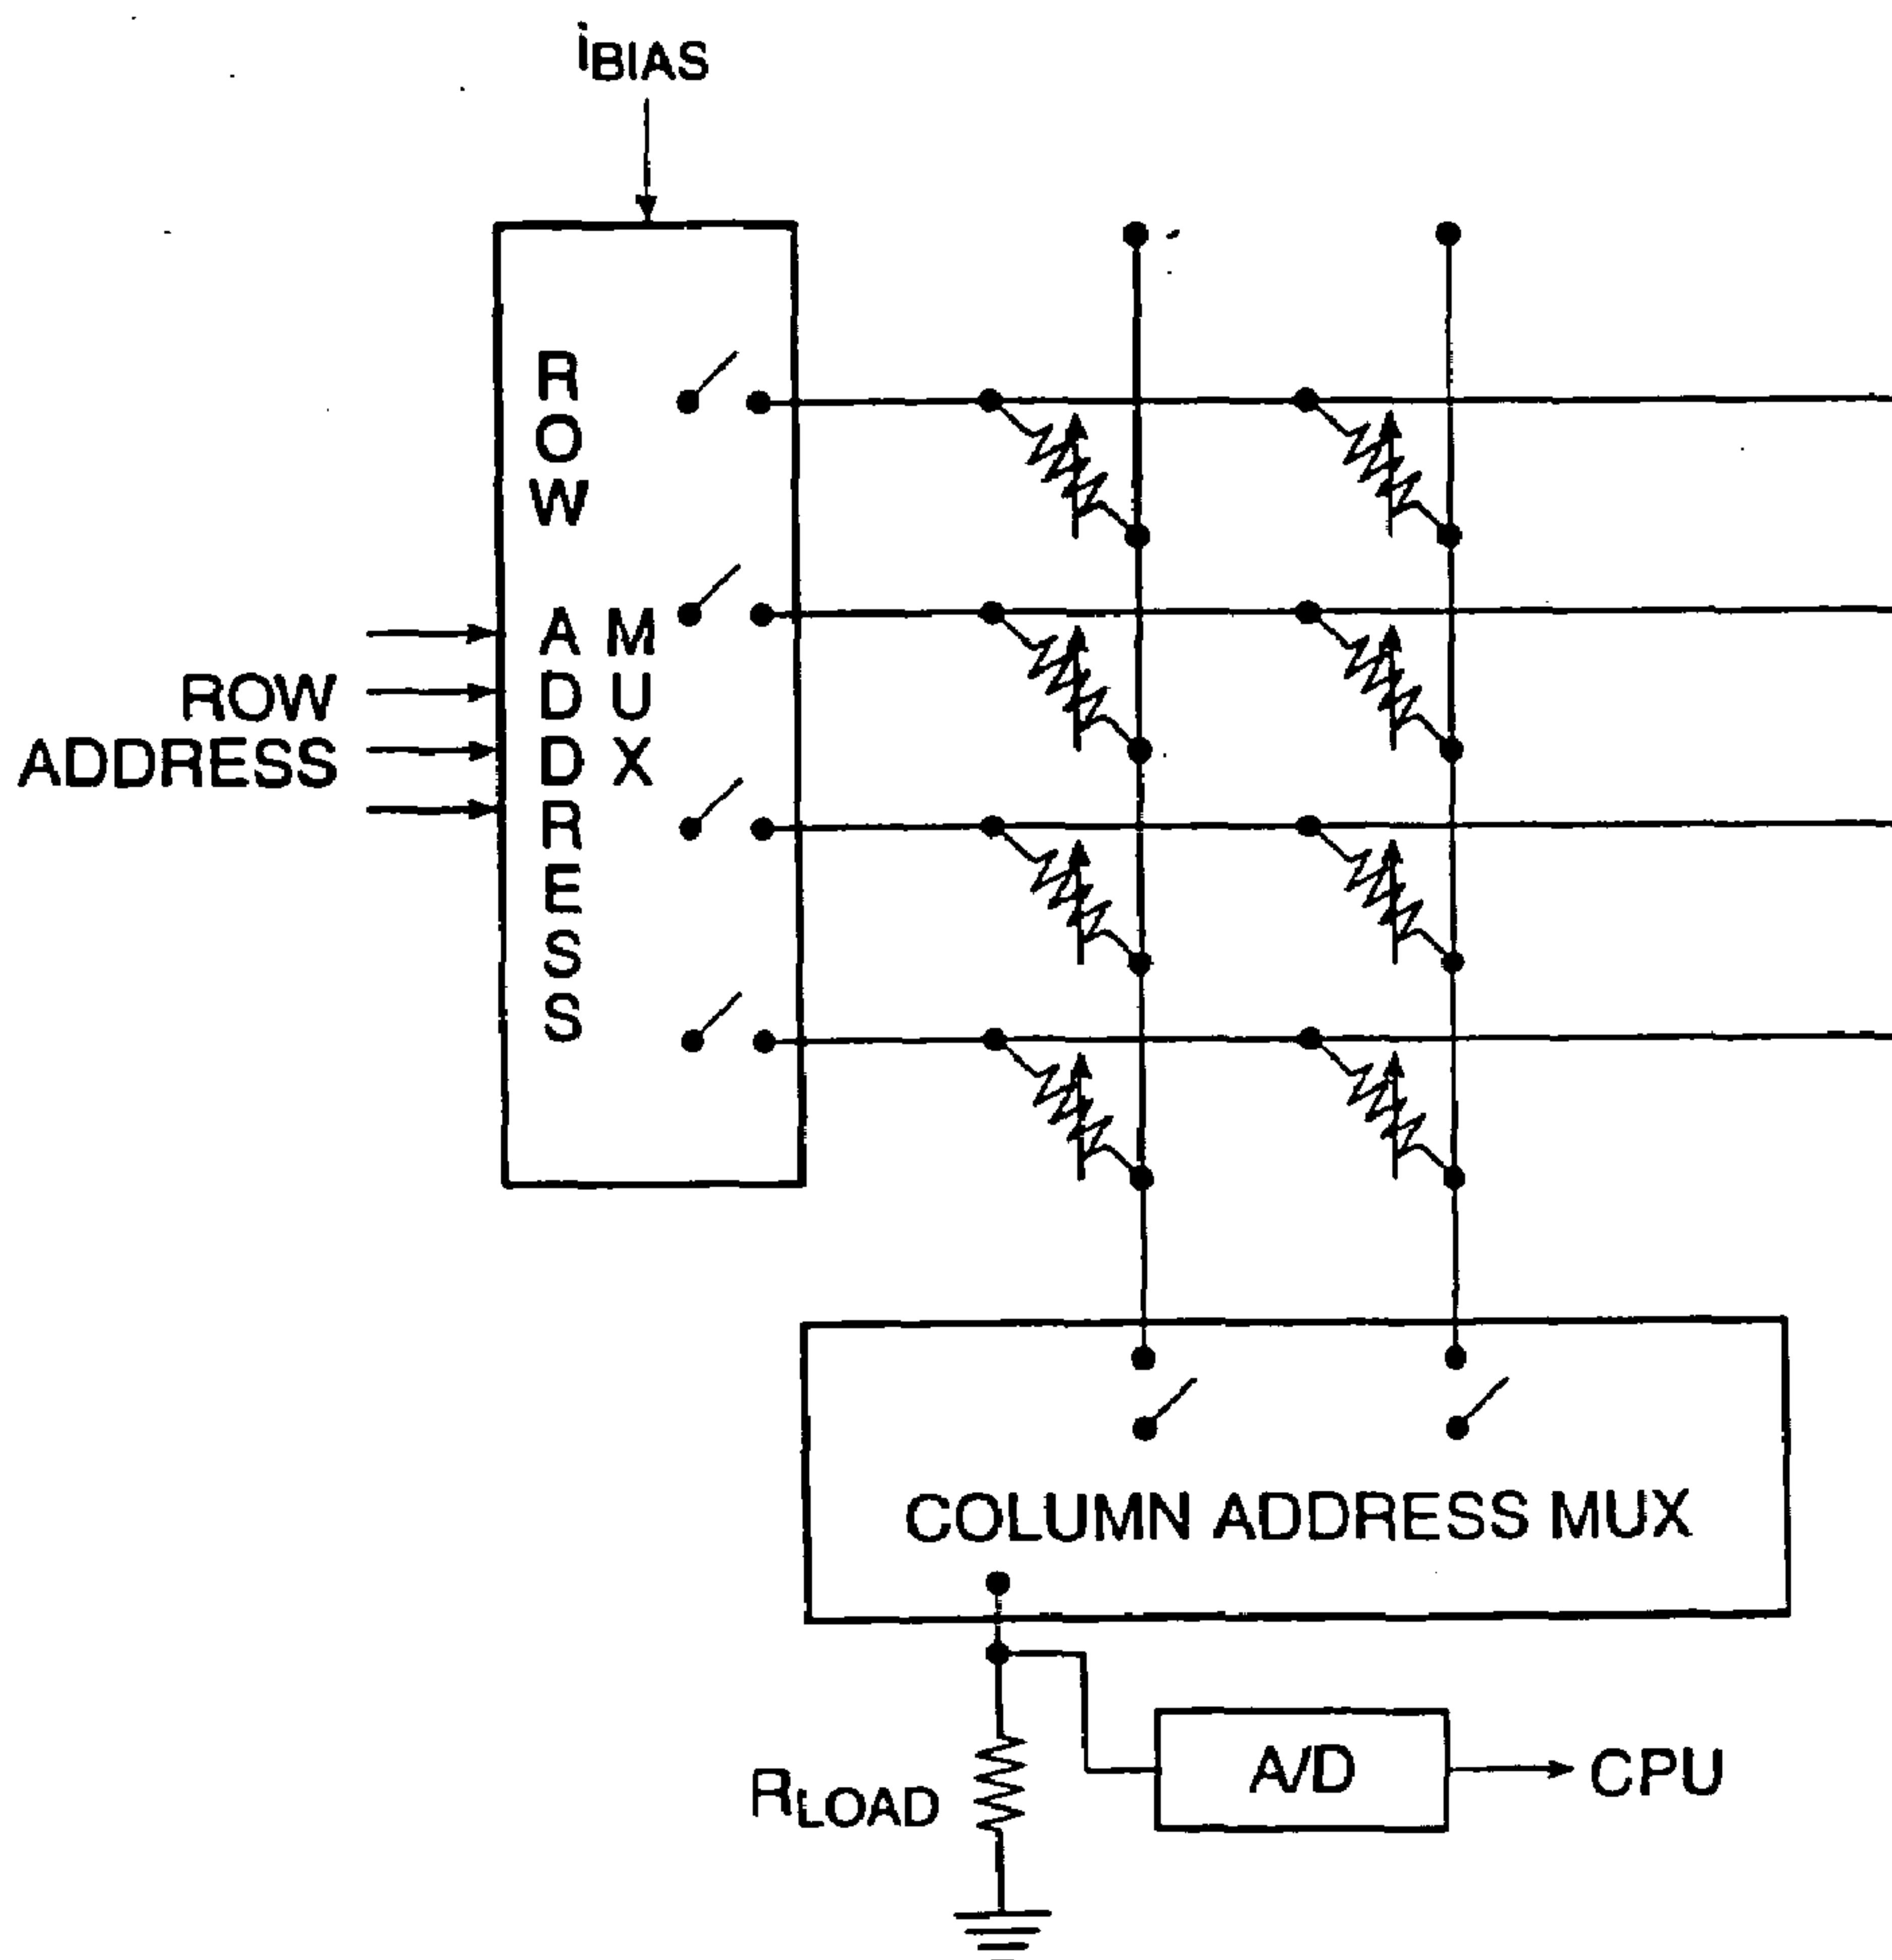 iBIAS
ROW
ADDRESS
ROW ADDRESS
MUX
COLUMN ADDRESS MUX
RLOAD
A/D
CPU